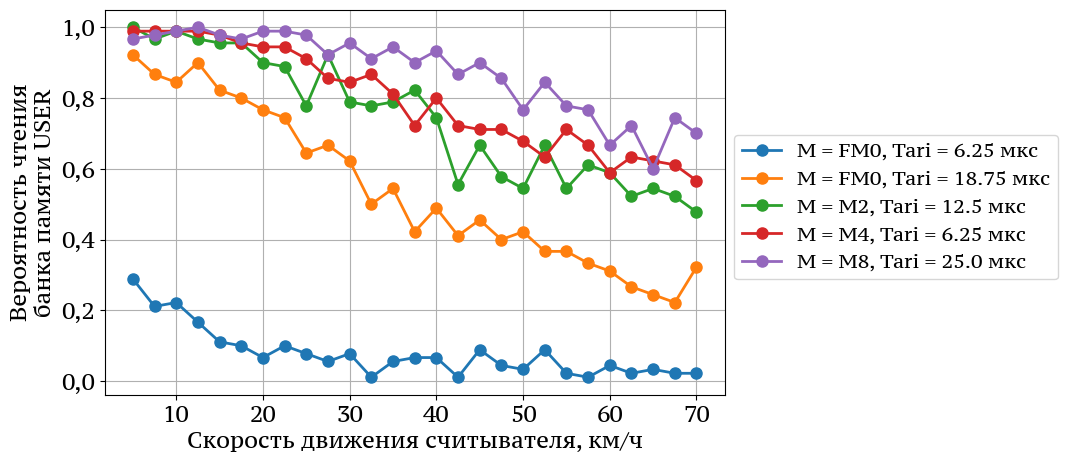 Вероятность чтения
банка памяти USER
1,0
0,8
0,6
0,4
0,2
0,0
10 20 30 40 50 60 70
Скорость движения считывателя, км/ч
M = FM0, Tari = 6.25 мкс
M = FM0, Tari = 18.75 мкс
M = M2, Tari = 12.5 мкс
M = M4, Tari = 6.25 мкс
M = M8, Tari = 25.0 мкс